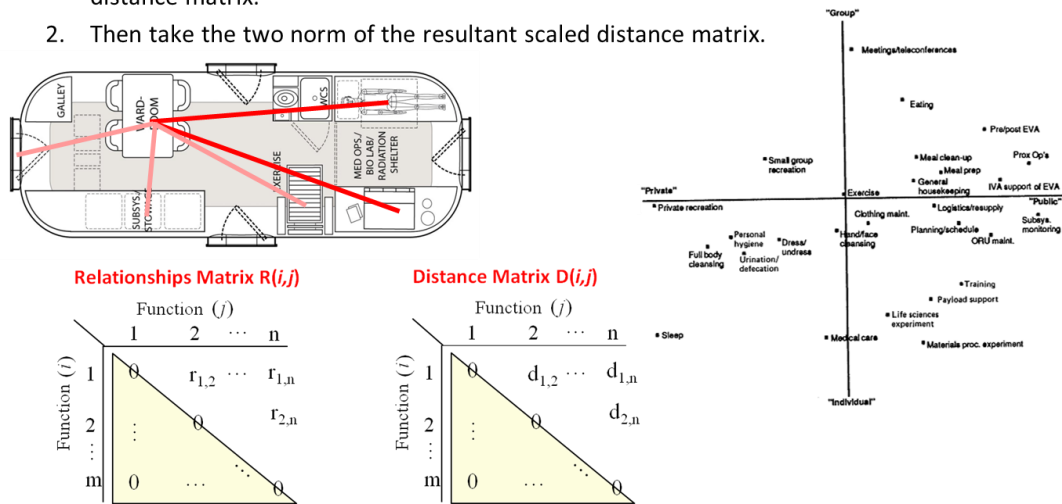 distance matrix.
2. Then take the two norm of the resultant scaled distance matrix.
GALLEY
WARD-
ROOM
WCS
EXERCISE
MED OPS./
BIO LAB/
RADIATION
SHELTER
SUBSYS./
"Group"
Meetings/teleconferences
Eating
Pre/post EVA
Small group
recreation
Meal clean-up
Prox Op's
Meal prep
General
housekeeping
IVA support of EVA
"Private"
Exercise
"Public"
Private recreation
Clothing maint.
Logistics/resupply
Subsys.
monitoring
Planning/schedule
ORU maint.
Hand/face
cleansing
Personal
hygiene
Dress/
undress
Full body
cleansing
Urination/
defecation
Training
Payload support
Life sciences
experiment
Sleep
Medical care
Materials proc. experiment
"Individual"
Relationships Matrix R(i,j)
Function (j)
1 2 ⋯ n
Function (i)
1 0 r1,2 ⋯ r1,n
2 ⋮ 0 r2,n
⋮ ⋱
m 0 ⋯ 0
Distance Matrix D(i,j)
Function (j)
1 2 ⋯ n
Function (i)
1 0 d1,2 ⋯ d1,n
2 ⋮ 0 d2,n
⋮ ⋱
m 0 ⋯ 0